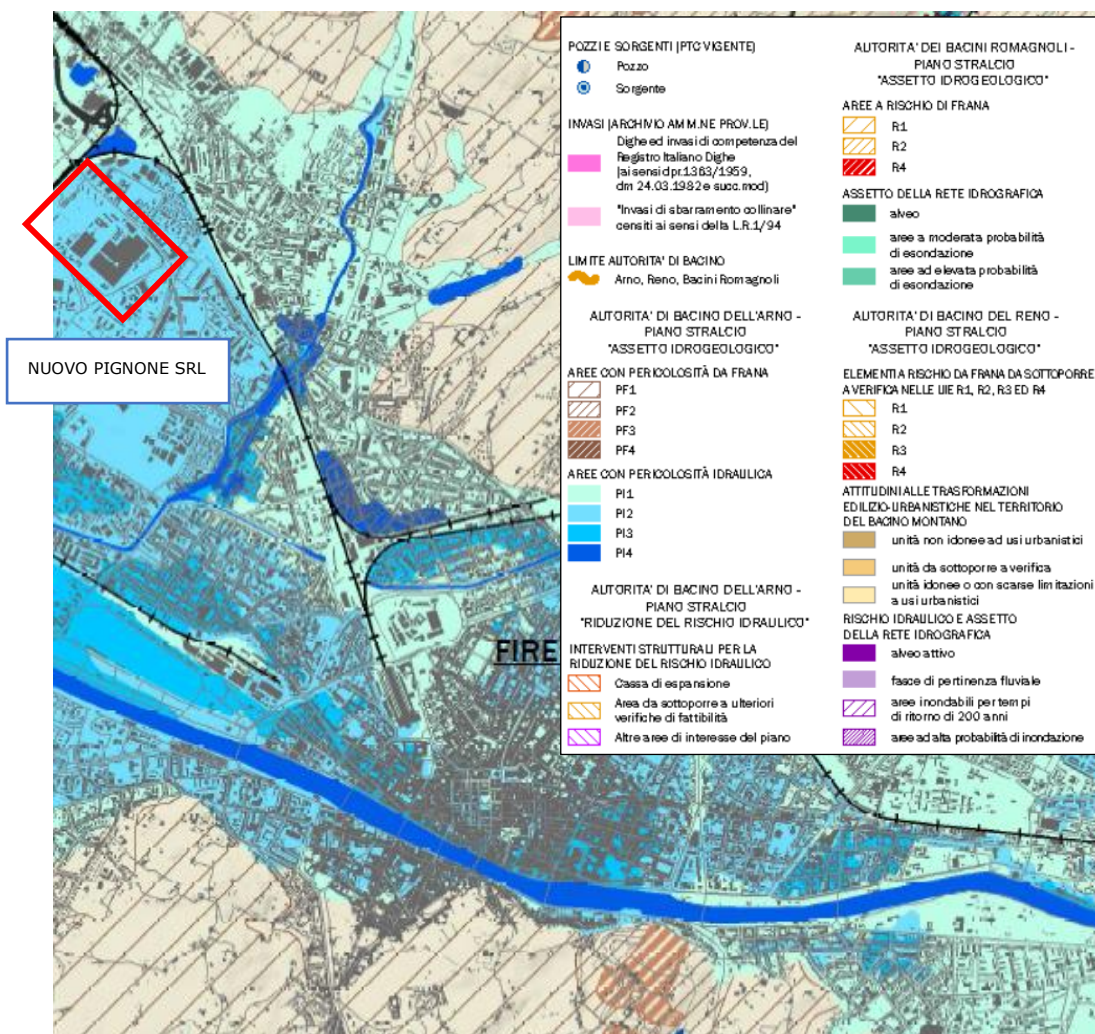 NUOVO PIGNONE SRL
FIRE
POZZI E SORGENTI (PTC VIGENTE)
Pozzo
Sorgente
INVASI (ARCHIVIO AMM.NE PROV.LE)
Dighe ed invasi di competenza del
Registro Italiano Dighe
(ai sensi dpr.1363/1959,
dm 24.03.1982 e succ.mod)
"Invasi di sbarramento collinare"
censiti ai sensi della L.R.1/94
LIMITE AUTORITA' DI BACINO
Arno, Reno, Bacini Romagnoli
AUTORITA' DI BACINO DELL'ARNO -
PIANO STRALCIO
"ASSETTO IDROGEOLOGICO"
AREE CON PERICOLOSITÀ DA FRANA
PF1
PF2
PF3
PF4
AREE CON PERICOLOSITÀ IDRAULICA
PI1
PI2
PI3
PI4
AUTORITA' DI BACINO DELL'ARNO -
PIANO STRALCIO
"RIDUZIONE DEL RISCHIO IDRAULICO"
INTERVENTI STRUTTURALI PER LA
RIDUZIONE DEL RISCHIO IDRAULICO
Cassa di espansione
Area da sottoporre a ulteriori
verifiche di fattibilità
Altre aree di interesse del piano
AUTORITA' DEI BACINI ROMAGNOLI -
PIANO STRALCIO
"ASSETTO IDROGEOLOGICO"
AREE A RISCHIO DI FRANA
R1
R2
R4
ASSETTO DELLA RETE IDROGRAFICA
alveo
aree a moderata probabilità
di esondazione
aree ad elevata probabilità
di esondazione
AUTORITA' DI BACINO DEL RENO -
PIANO STRALCIO
"ASSETTO IDROGEOLOGICO"
ELEMENTI A RISCHIO DA FRANA DA SOTTOPORRE
A VERIFICA NELLE UIE R1, R2, R3 ED R4
R1
R2
R3
R4
ATTITUDINI ALLE TRASFORMAZIONI
EDILIZIO-URBANISTICHE NEL TERRITORIO
DEL BACINO MONTANO
unità non idonee ad usi urbanistici
unità da sottoporre a verifica
unità idonee o con scarse limitazioni
a usi urbanistici
RISCHIO IDRAULICO E ASSETTO
DELLA RETE IDROGRAFICA
alveo attivo
fasce di pertinenza fluviale
aree inondabili per tempi
di ritorno di 200 anni
aree ad alta probabilità di inondazione